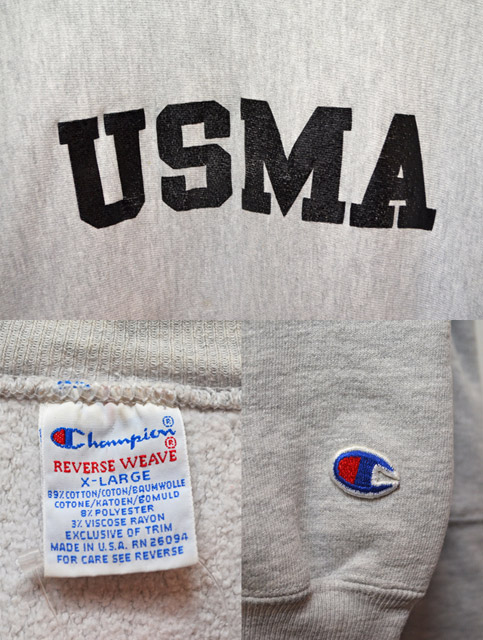 USMA
Champion®
REVERSE WEAVE®
X-LARGE
89% COTTON/COTON/BAUMWOLLE
COTONE/KATOEN/BOMULD
8% POLYESTER
3% VISCOSE RAYON
EXCLUSIVE OF TRIM
MADE IN U.S.A. RN 26094
FOR CARE SEE REVERSE